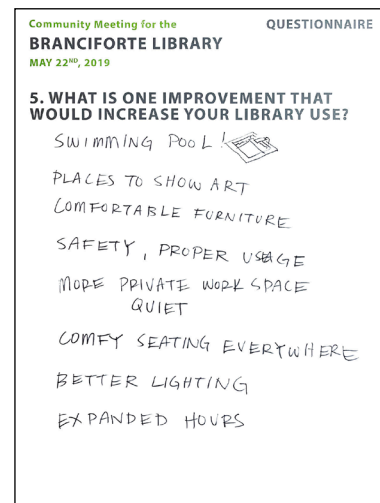 Community Meeting for the
QUESTIONNAIRE
BRANCIFORTE LIBRARY
MAY 22ND, 2019
5. WHAT IS ONE IMPROVEMENT THAT
WOULD INCREASE YOUR LIBRARY USE?
SWIMMING POOL!
PLACES TO SHOW ART
COMFORTABLE FURNITURE
SAFETY, PROPER USAGE
MORE PRIVATE WORK SPACE
QUIET
COMFY SEATING EVERYWHERE
BETTER LIGHTING
EXPANDED HOURS